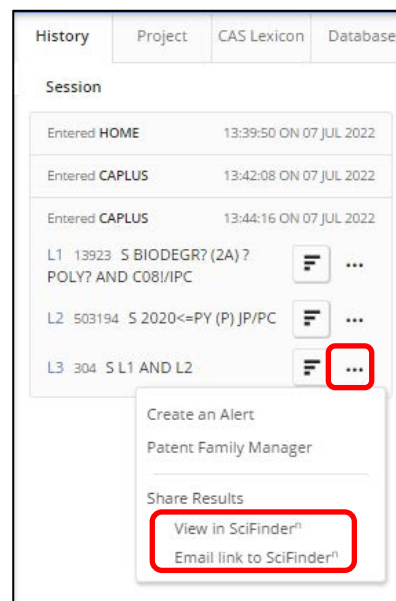 History Project CAS Lexicon Database
Session
Entered HOME 13:39:50 ON 07 JUL 2022
Entered CAPLUS 13:42:08 ON 07 JUL 2022
Entered CAPLUS 13:44:16 ON 07 JUL 2022
L1 13923 S BIODEGR? (2A) ?
POLY? AND C08!/IPC
L2 503194 S 2020<=PY (P) JP/PC
L3 304 S L1 AND L2
Create an Alert
Patent Family Manager
Share Results
View in SciFinderⁿ
Email link to SciFinderⁿ